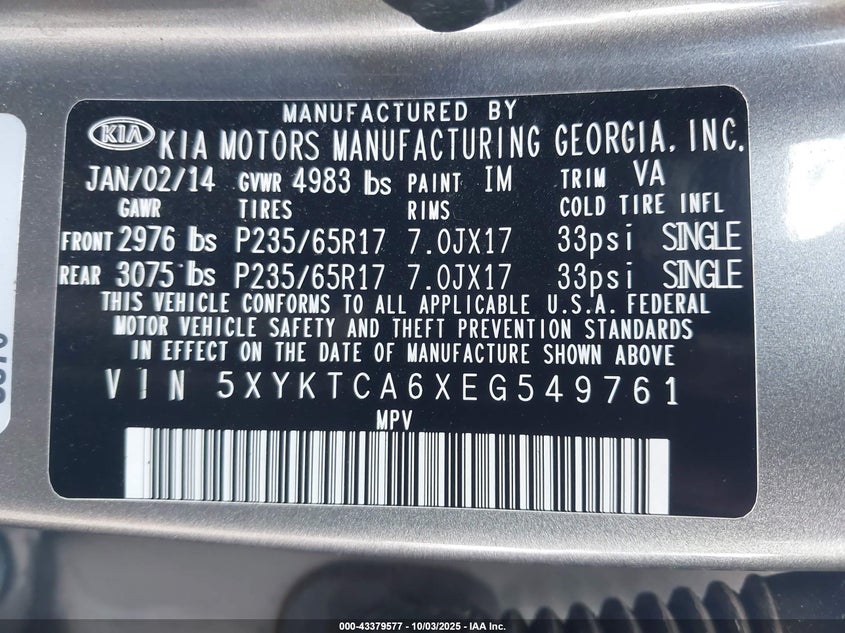 MANUFACTURED BY
KIA KIA MOTORS MANUFACTURING GEORGIA, INC.
JAN/02/14 GVWR 4983 lbs PAINT IM TRIM VA
GAWR TIRES RIMS COLD TIRE INFL
FRONT 2976 lbs P235/65R17 7.0JX17 33psi SINGLE
REAR 3075 lbs P235/65R17 7.0JX17 33psi SINGLE
THIS VEHICLE CONFORMS TO ALL APPLICABLE U.S.A. FEDERAL
MOTOR VEHICLE SAFETY AND THEFT PREVENTION STANDARDS
IN EFFECT ON THE DATE OF MANUFACTURE SHOWN ABOVE
VIN 5XYKTCA6XEG549761
MPV
000-43379577 - 10/03/2025 - IAA Inc.